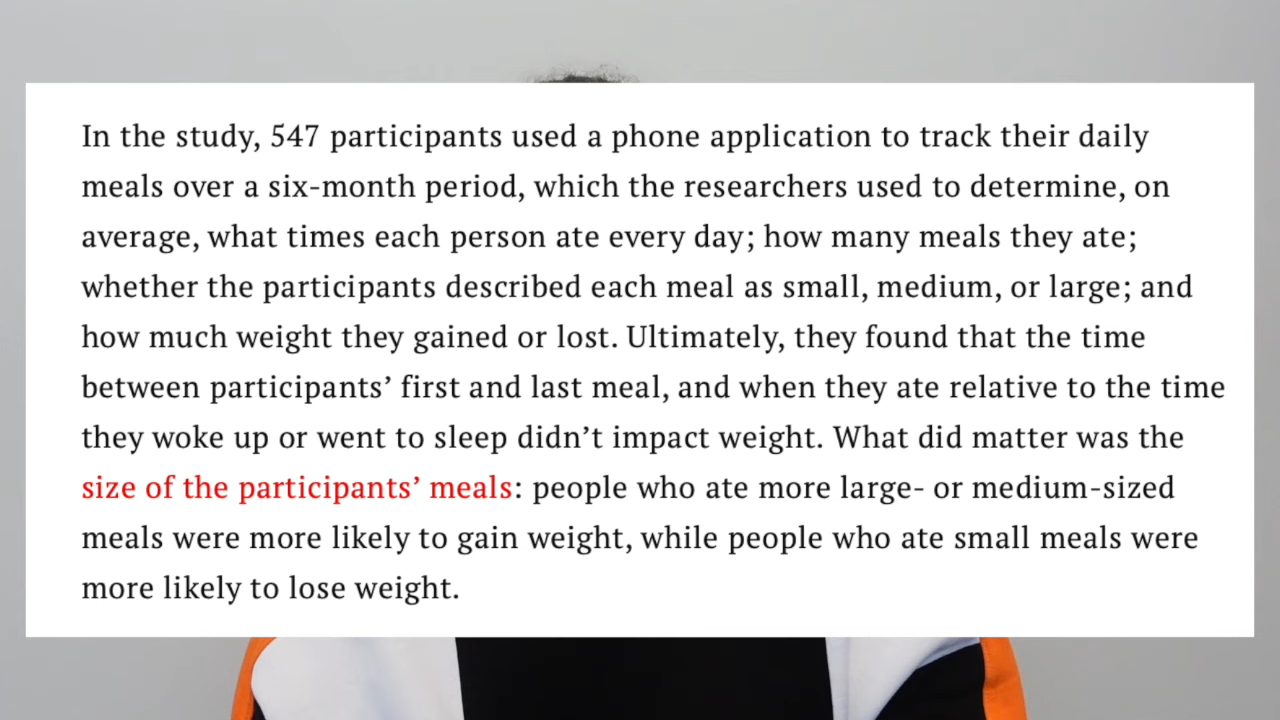 In the study, 547 participants used a phone application to track their daily
meals over a six-month period, which the researchers used to determine, on
average, what times each person ate every day; how many meals they ate;
whether the participants described each meal as small, medium, or large; and
how much weight they gained or lost. Ultimately, they found that the time
between participants’ first and last meal, and when they ate relative to the time
they woke up or went to sleep didn’t impact weight. What did matter was the
size of the participants’ meals: people who ate more large- or medium-sized
meals were more likely to gain weight, while people who ate small meals were
more likely to lose weight.